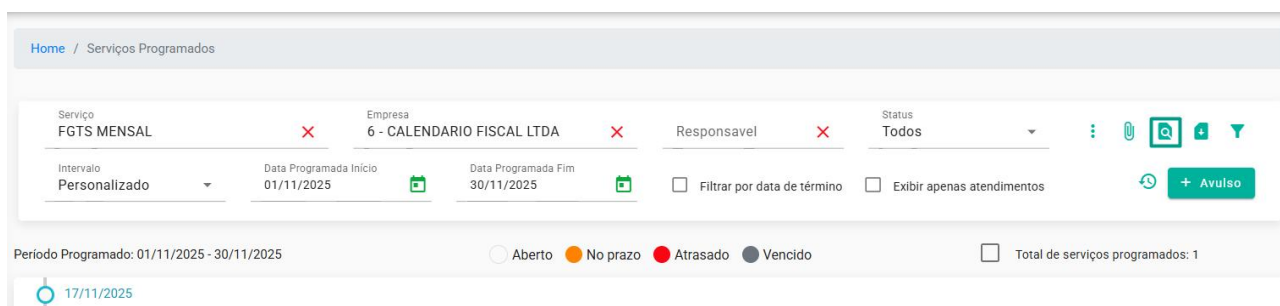 Home / Serviços Programados
Serviço
FGTS MENSAL
Empresa
6 - CALENDARIO FISCAL LTDA
Responsavel
Status
Todos
Intervalo
Personalizado
Data Programada Início
01/11/2025
Data Programada Fim
30/11/2025
Filtrar por data de término
Exibir apenas atendimentos
+ Avulso
Período Programado: 01/11/2025 - 30/11/2025
Aberto
No prazo
Atrasado
Vencido
Total de serviços programados: 1
17/11/2025